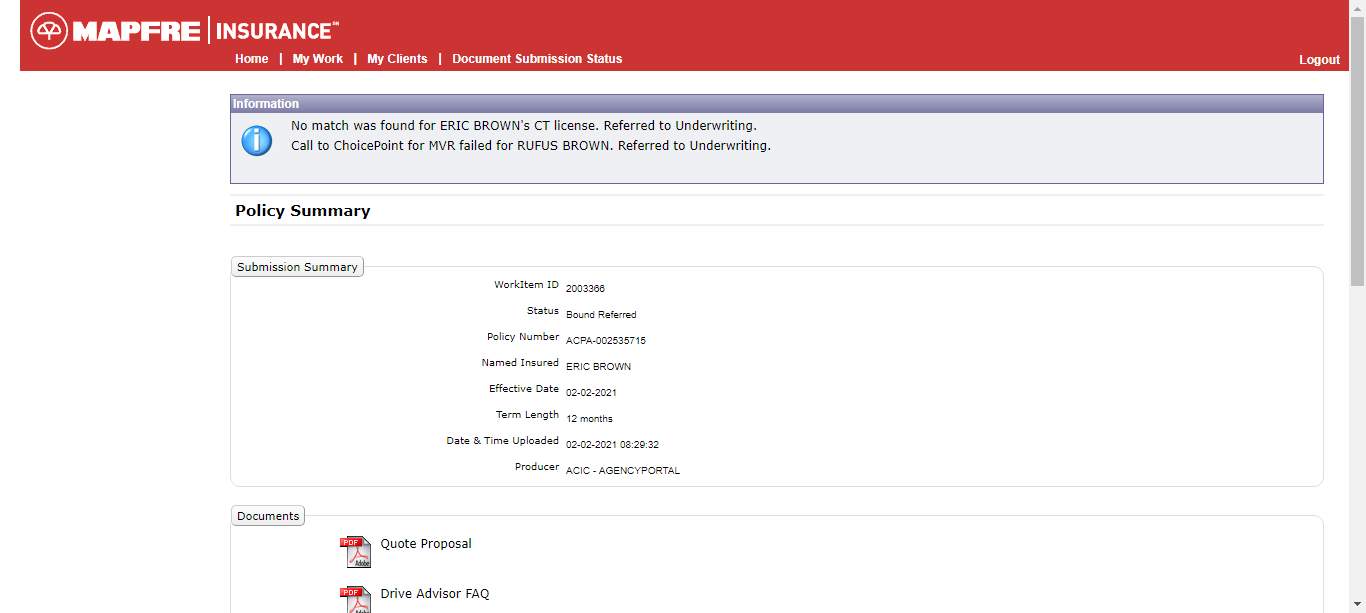 MAPFRE | INSURANCE℠
Home | My Work | My Clients | Document Submission Status
Logout
Information
No match was found for ERIC BROWN's CT license. Referred to Underwriting.
Call to ChoicePoint for MVR failed for RUFUS BROWN. Referred to Underwriting.
Policy Summary
Submission Summary
WorkItem ID 2003366
Status Bound Referred
Policy Number ACPA-002535715
Named Insured ERIC BROWN
Effective Date 02-02-2021
Term Length 12 months
Date & Time Uploaded 02-02-2021 08:29:32
Producer ACIC - AGENCYPORTAL
Documents
PDF Adobe Quote Proposal
PDF Drive Advisor FAQ